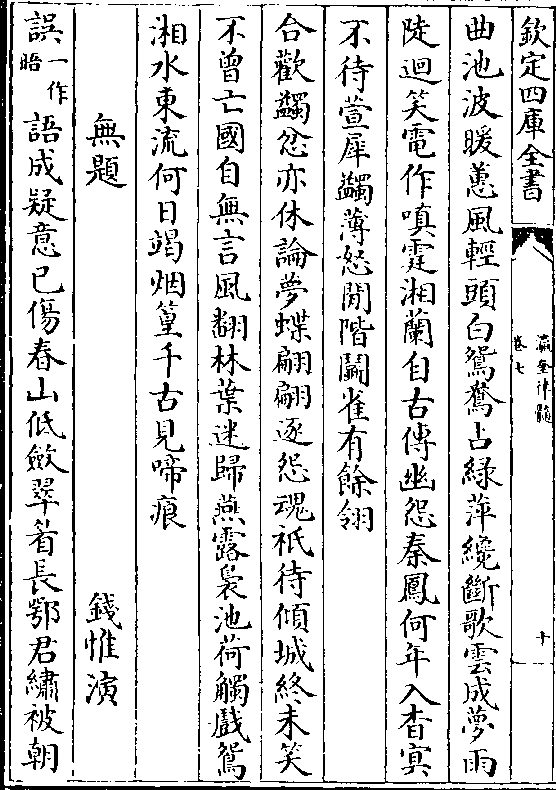 欽定四庫全書
瀛奎律髓
卷七
十
曲池波暖蕙風輕頭白鴛鴦占緑萍纔斷歌雲成夢雨
陡迴笑電作嗔霆湘蘭自古傳幽怨秦鳳何年入杳㝠
不待萱犀蠲薄怒閒階鬬雀有餘翎
合歡蠲忿亦休論夢蝶翩翩逐怨魂袛待傾城終未笑
不曾亡國自無言風翻林葉迷歸燕露裛池荷觸戲鴛
湘水東流何日竭烟篁千古見啼痕
無題
錢惟演
誤一作晤語成疑意已傷春山低斂翠眉長鄂君繡被朝